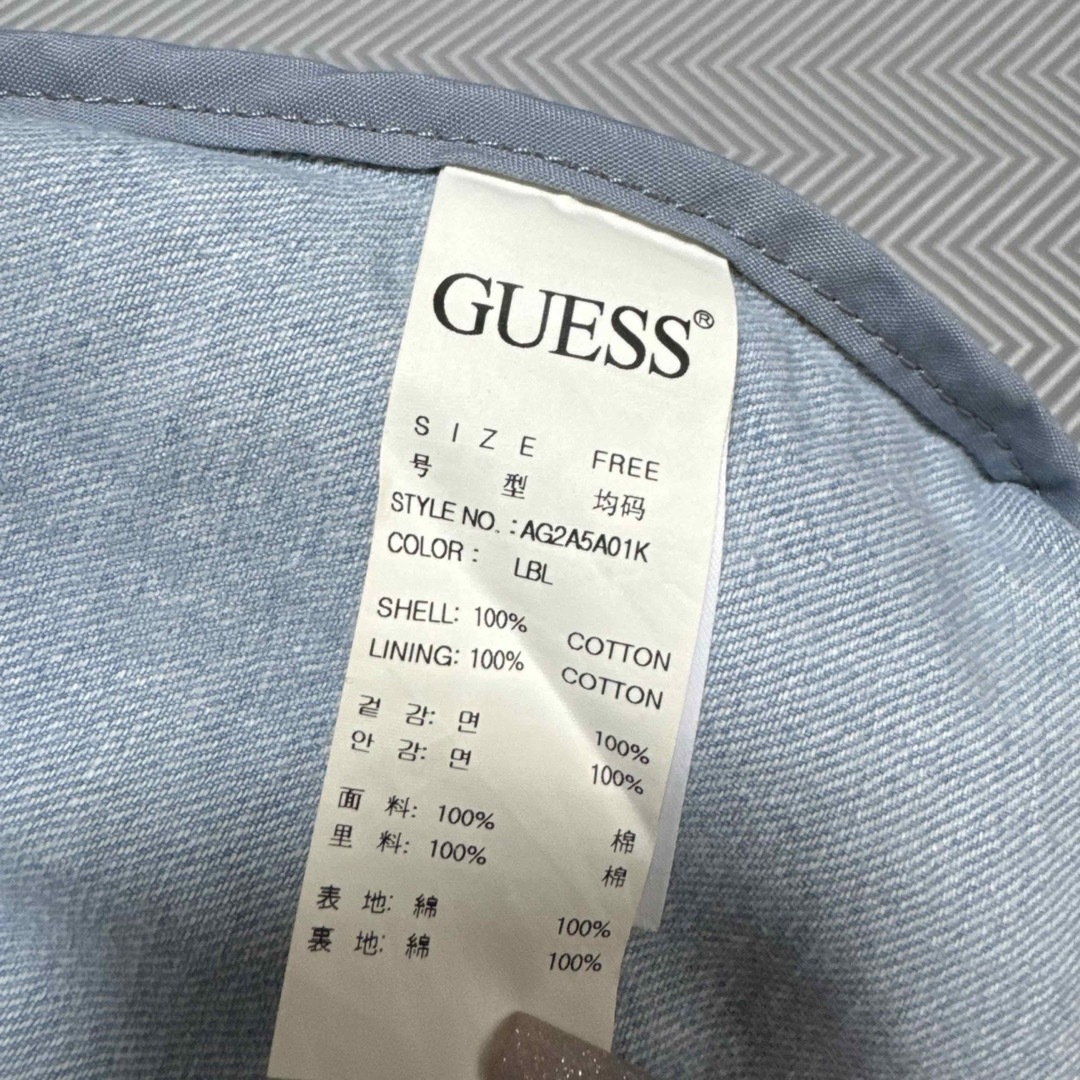 GUESS®
SIZE FREE
号型 均码
STYLE NO.: AG2A5A01K
COLOR: LBL
SHELL: 100% COTTON
LINING: 100% COTTON
겉감: 면 100%
안감: 면 100%
面料: 100% 棉
里料: 100% 棉
表地: 綿 100%
裏地: 綿 100%